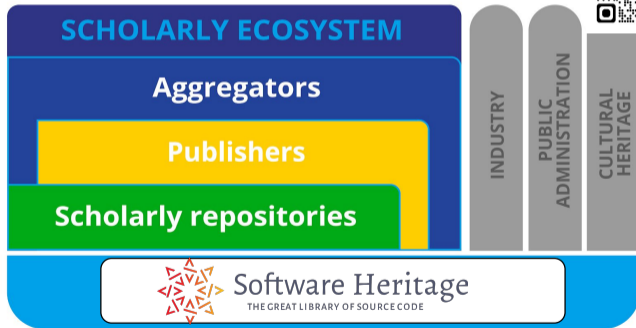 SCHOLARLY ECOSYSTEM
Aggregators
Publishers
Scholarly repositories
INDUSTRY
PUBLIC
ADMINISTRATION
CULTURAL
HERITAGE
Software Heritage
THE GREAT LIBRARY OF SOURCE CODE